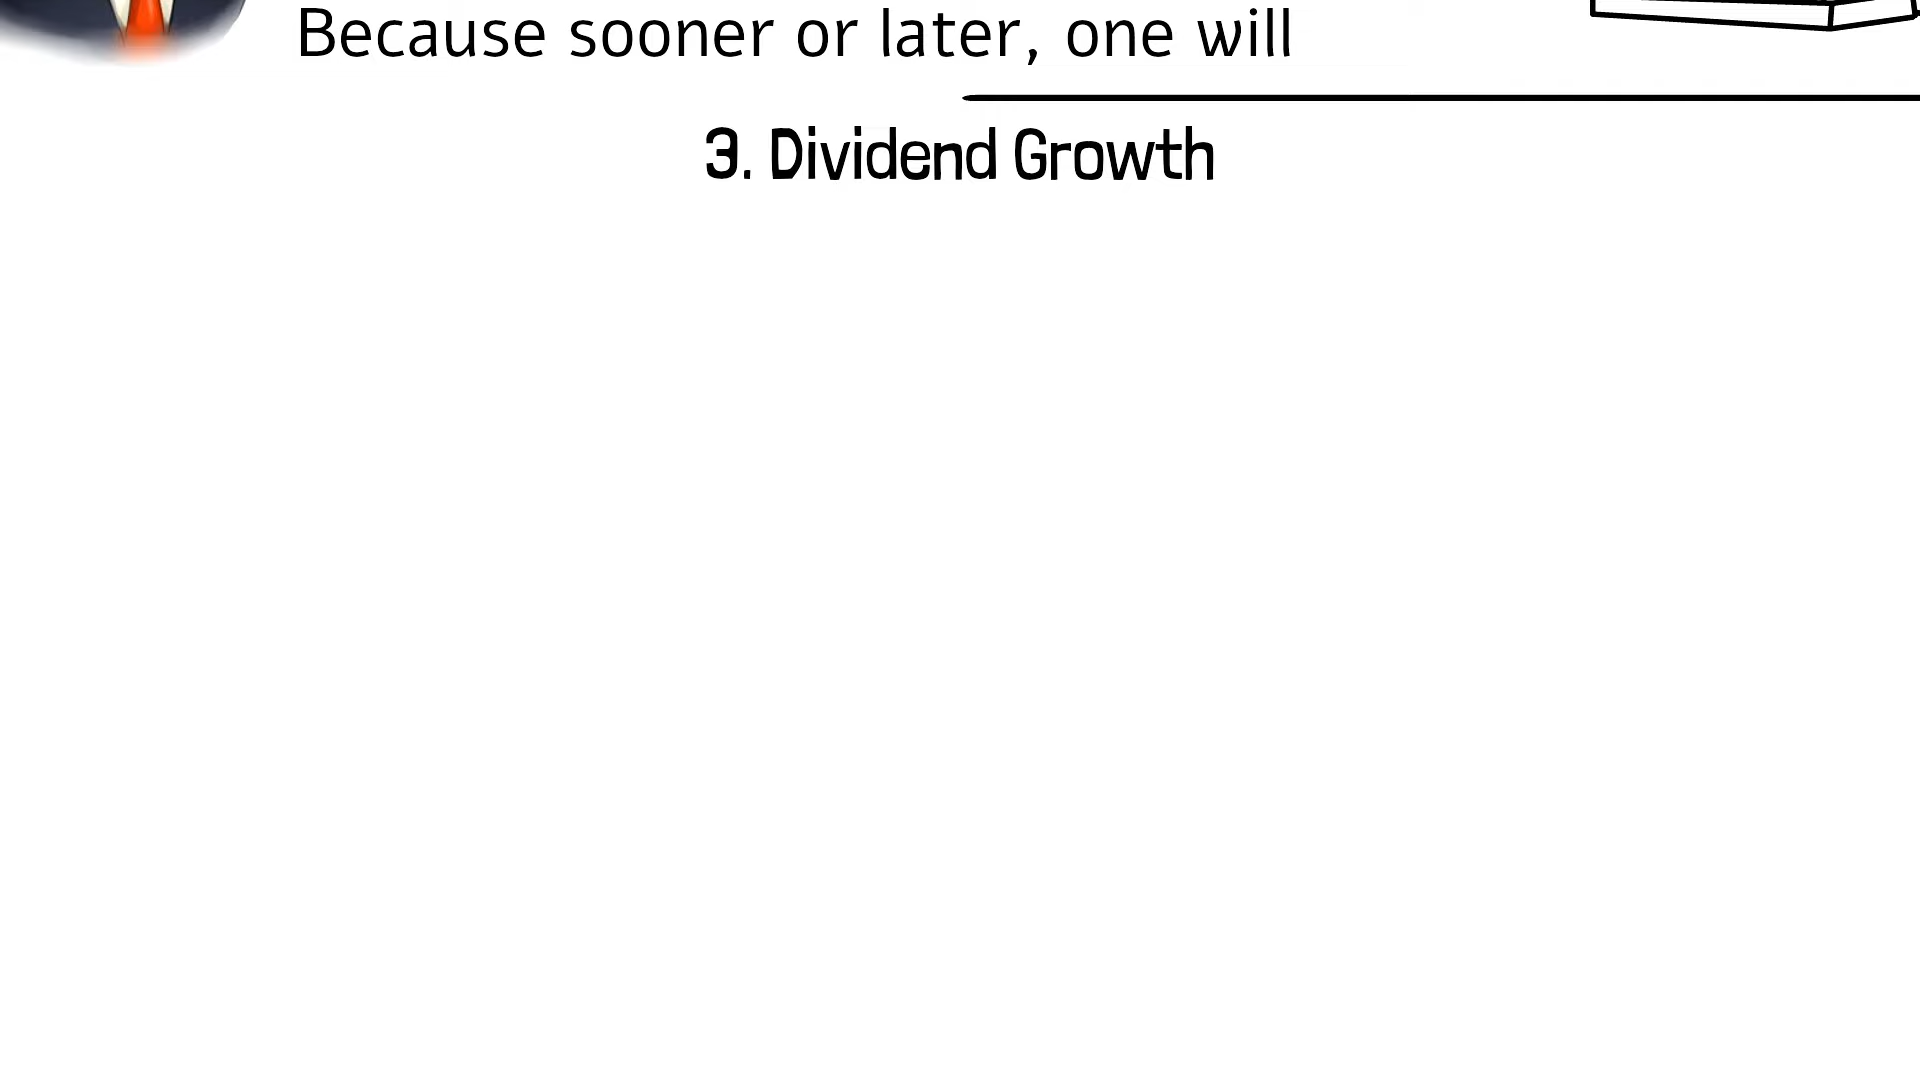 Because sooner or later, one will
3. Dividend Growth